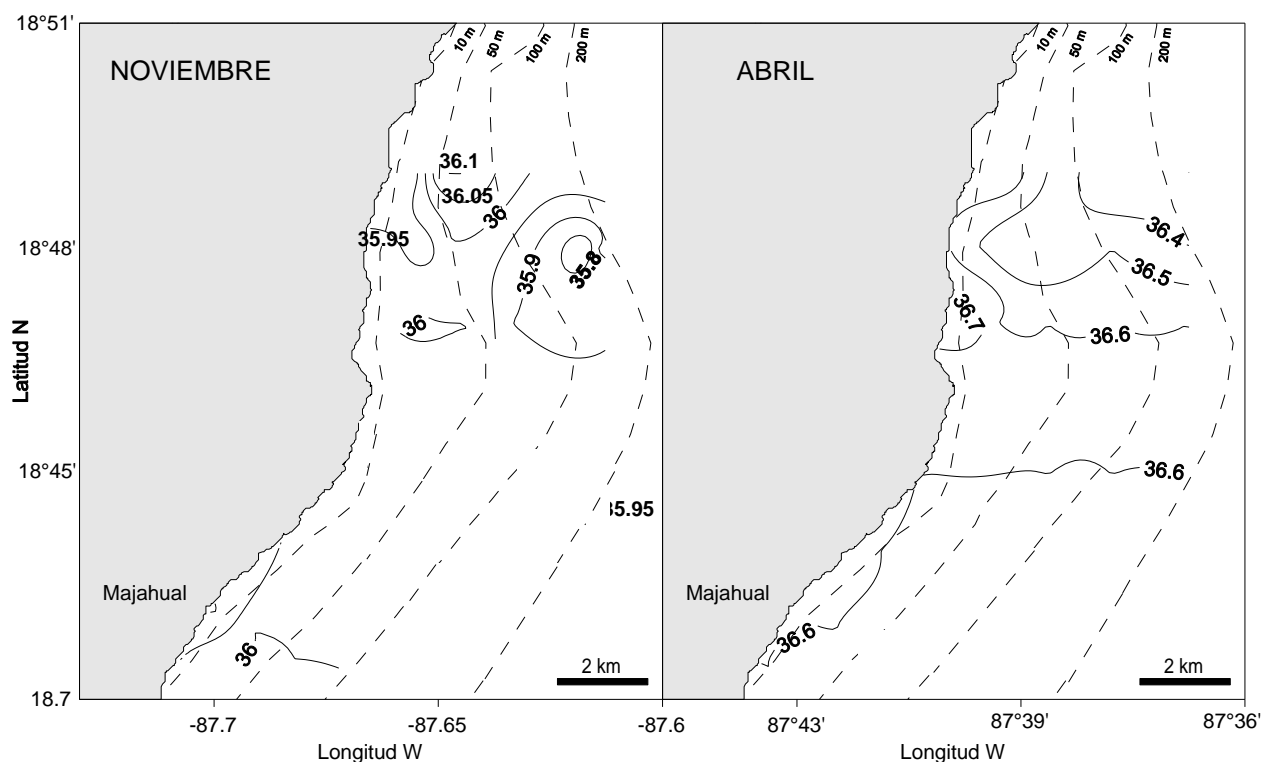 18°51'
NOVIEMBRE
10 m
50 m
100 m
200 m
36.1
36.05
36
35.95
35.9
35.8
36
35.95
36
Majahual
2 km
18°48'
18°45'
18.7
Latitud N
-87.7
-87.65
-87.6
Longitud W
ABRIL
10 m
50 m
100 m
200 m
36.4
36.5
36.7
36.6
36.6
36.6
Majahual
2 km
87°43'
87°39'
87°36'
Longitud W